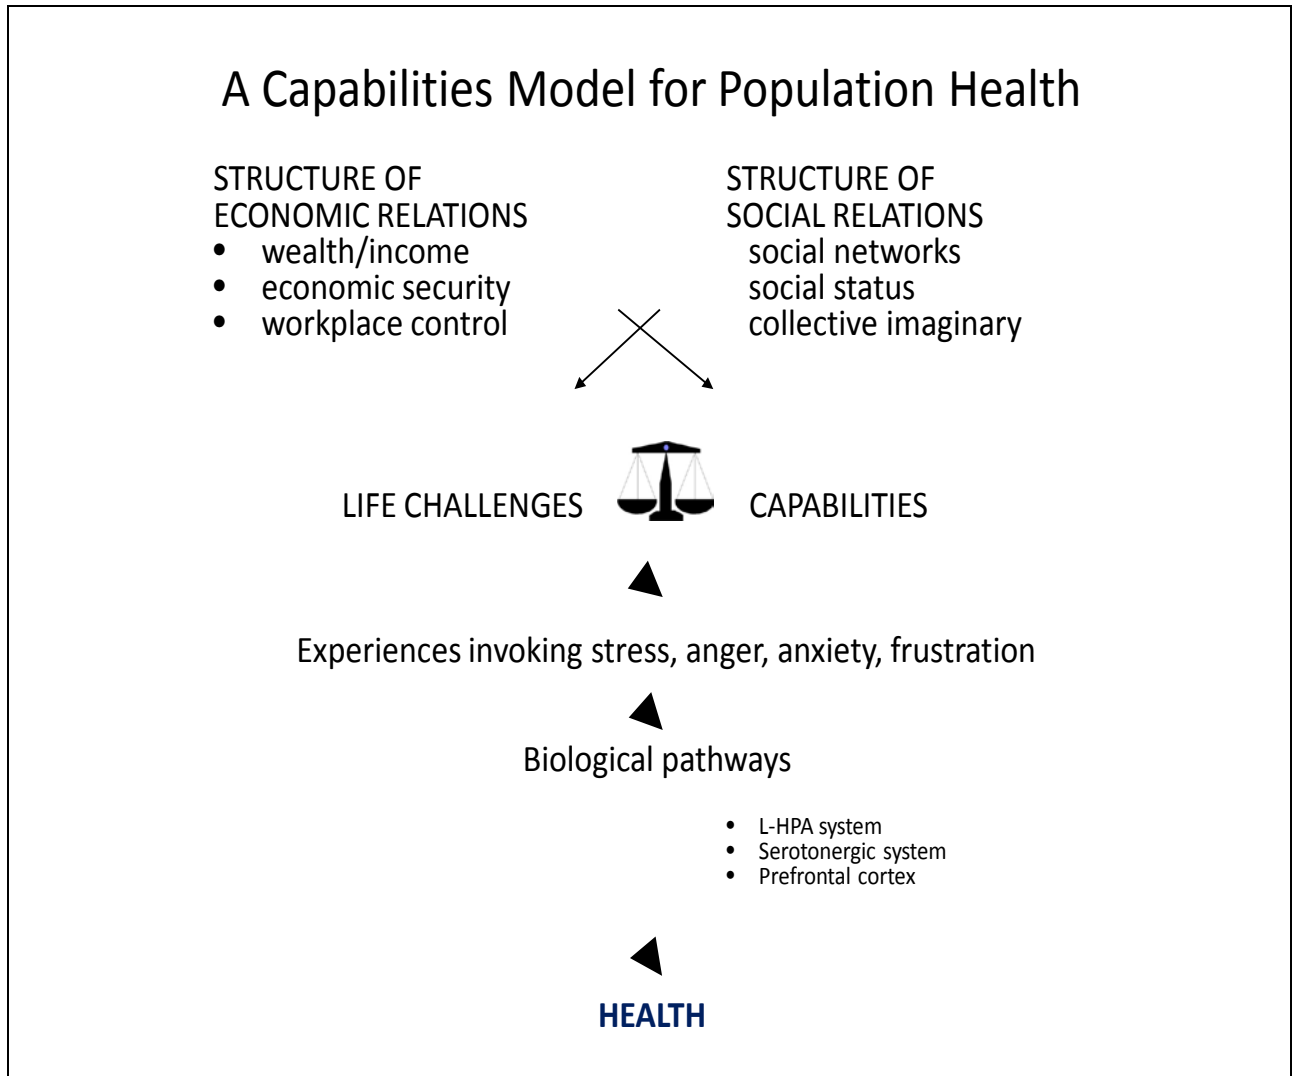 A Capabilities Model for Population Health
STRUCTURE OF
ECONOMIC RELATIONS
• wealth/income
• economic security
• workplace control
STRUCTURE OF
SOCIAL RELATIONS
social networks
social status
collective imaginary
LIFE CHALLENGES
CAPABILITIES
Experiences invoking stress, anger, anxiety, frustration
Biological pathways
• L-HPA system
• Serotonergic system
• Prefrontal cortex
HEALTH